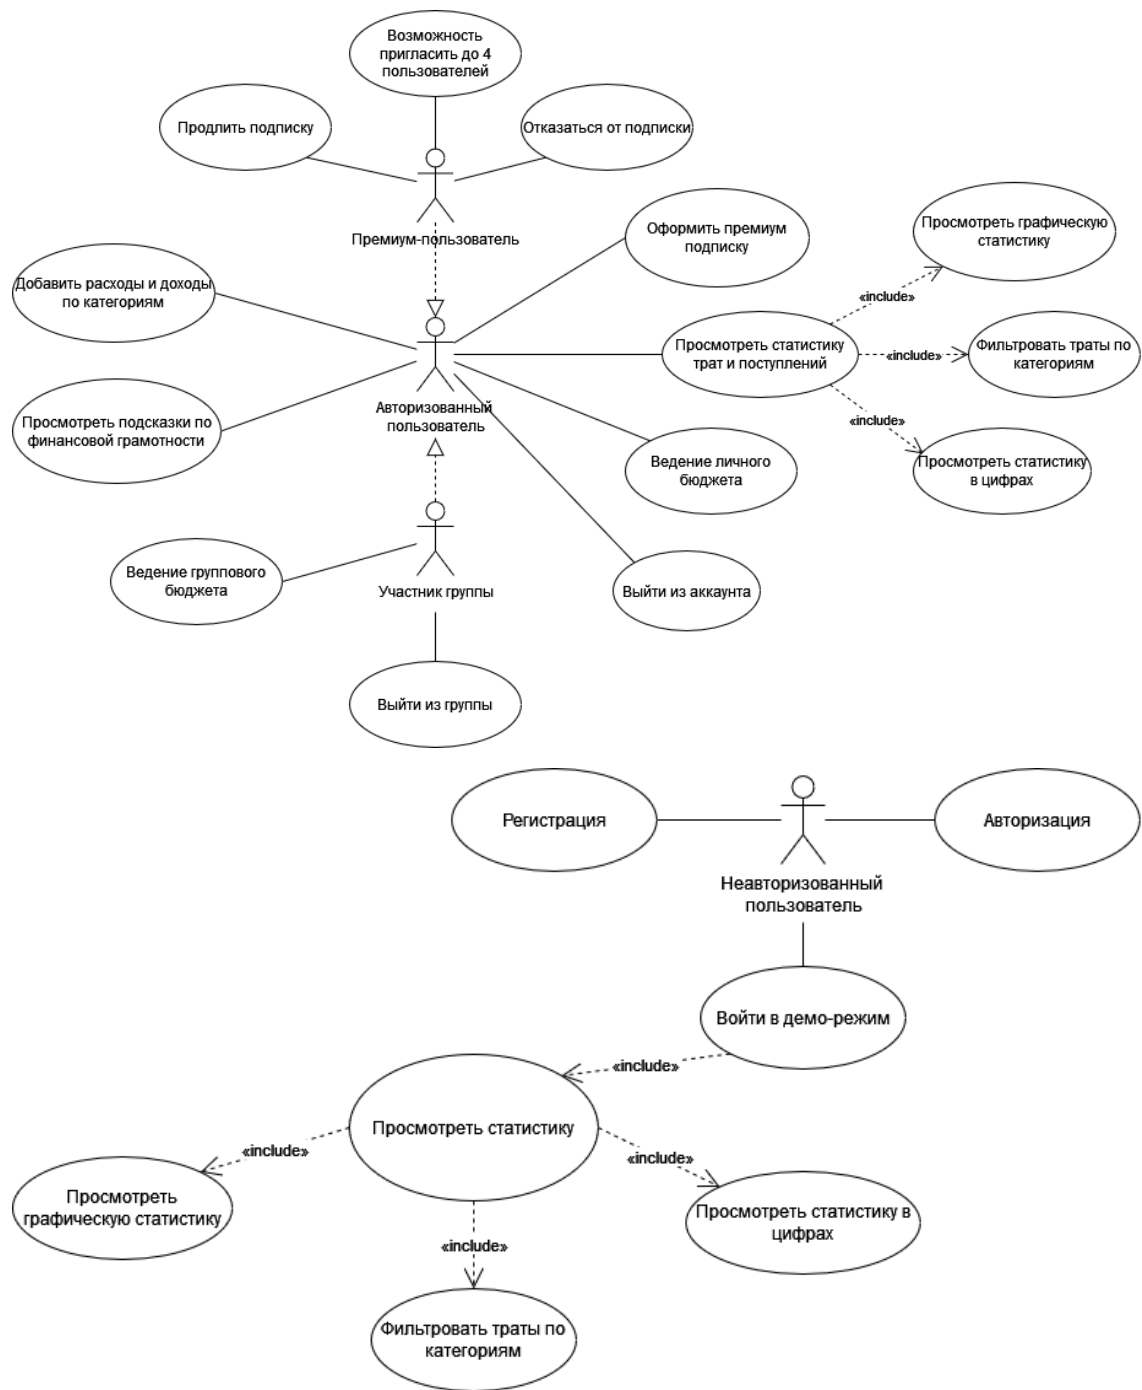 Возможность
пригласить до 4
пользователей
Продлить подписку
Отказаться от подписки
Премиум-пользователь
Оформить премиум
подписку
Просмотреть графическую
статистику
Добавить расходы и доходы
по категориям
«include»
Просмотреть статистику
трат и поступлений
«include»
Фильтровать траты по
категориям
Авторизованный
пользователь
Просмотреть подсказки по
финансовой грамотности
«include»
Ведение личного
бюджета
Просмотреть статистику
в цифрах
Ведение группового
бюджета
Участник группы
Выйти из аккаунта
Выйти из группы
Регистрация
Авторизация
Неавторизованный
пользователь
Войти в демо-режим
«include»
Просмотреть статистику
«include»
«include»
Просмотреть
графическую статистику
Просмотреть статистику в
цифрах
«include»
Фильтровать траты по
категориям